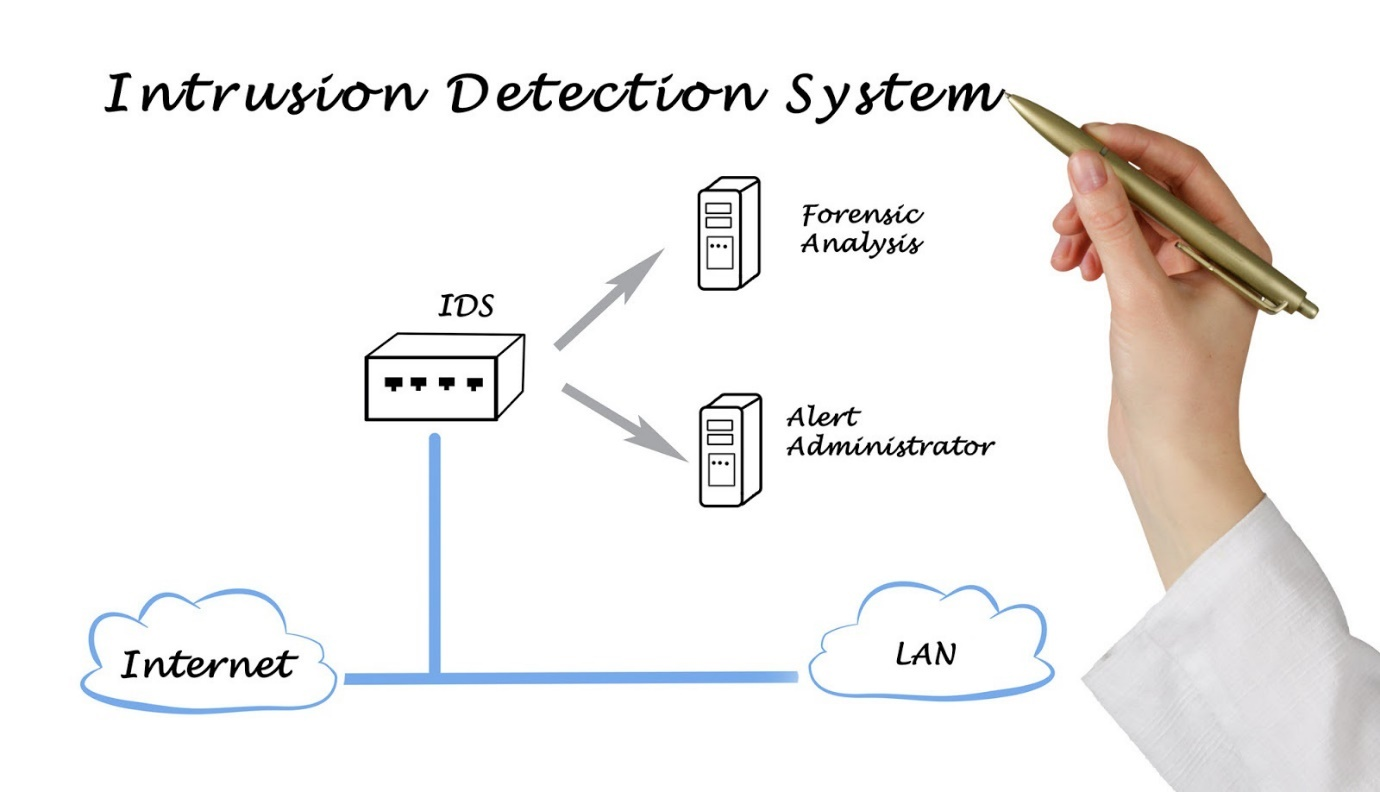 Intrusion Detection System
Forensic
Analysis
IDS
Alert
Administrator
Internet
LAN